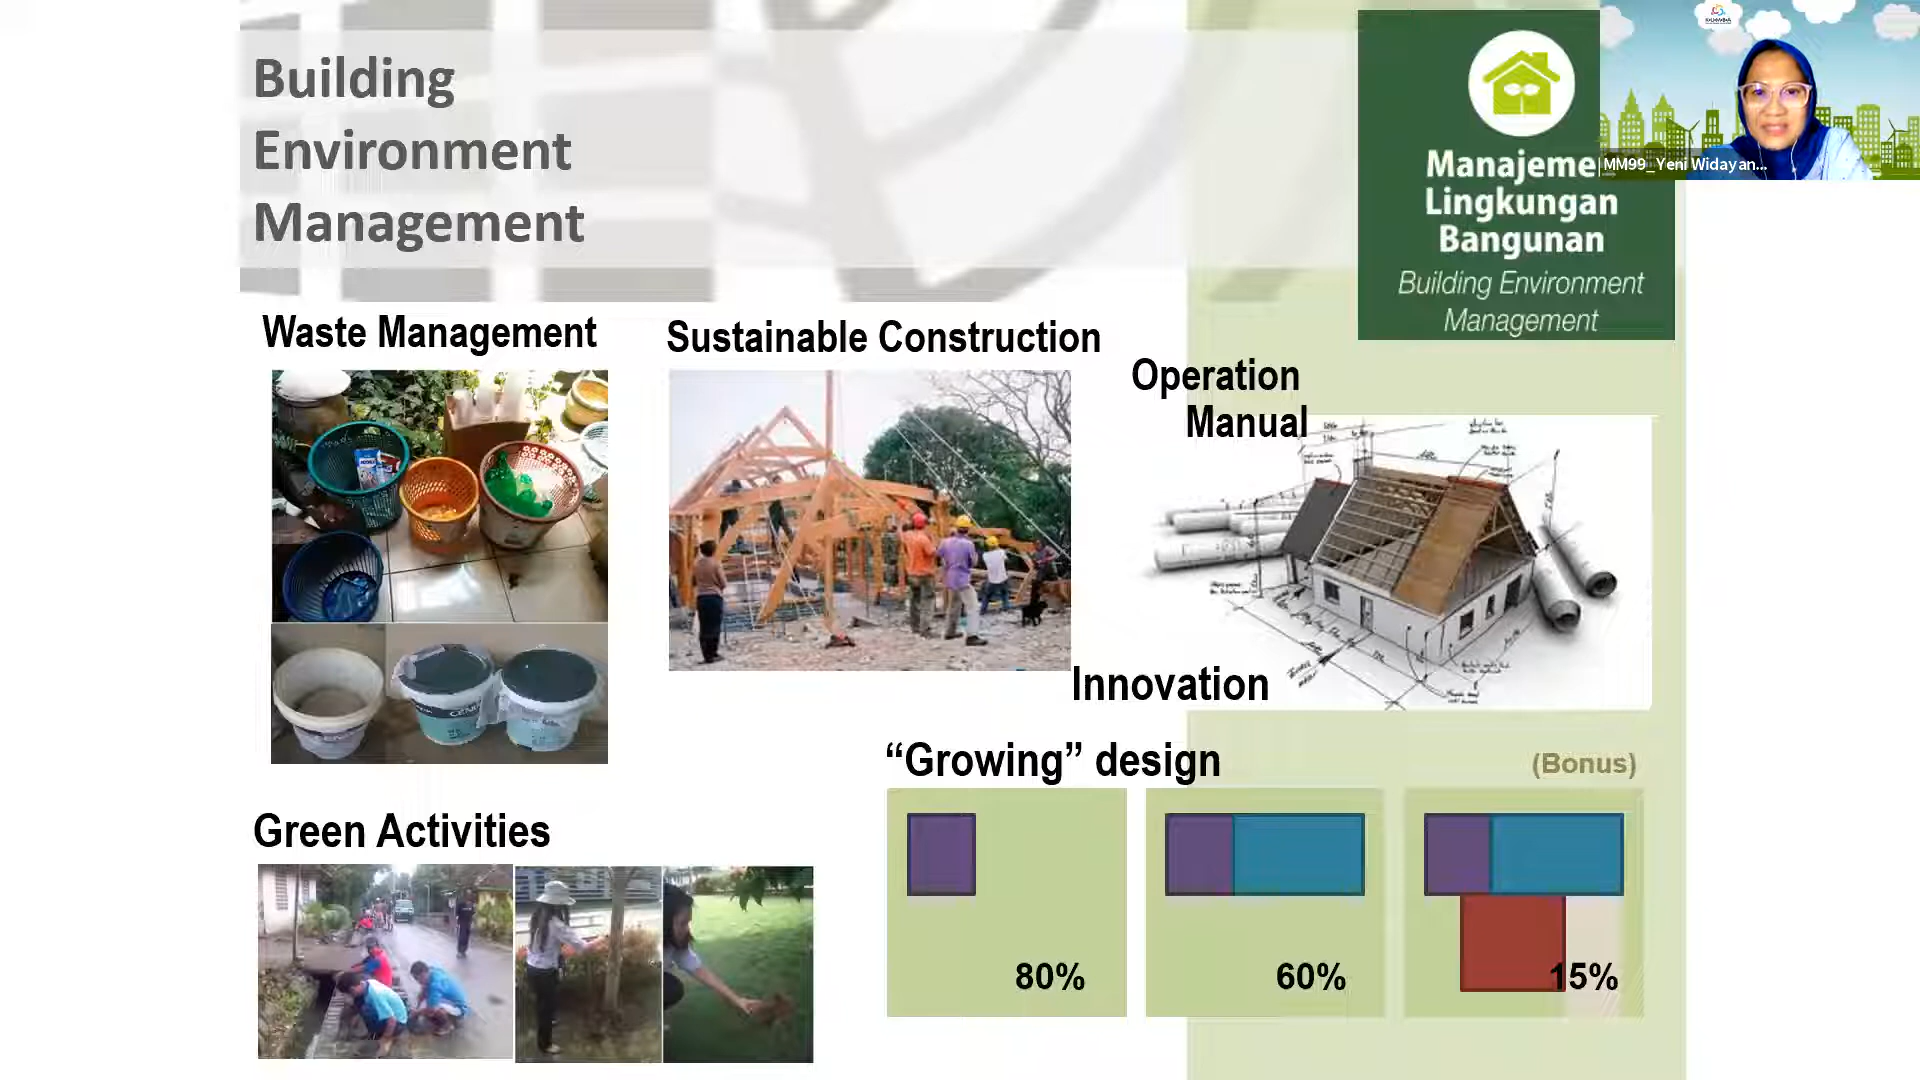 Building
Environment
Management
Manajeme
Lingkungan
Bangunan
Building Environment
Management
MM99_Yeni Widayan...
Waste Management
Sustainable Construction
Operation
Manual
Innovation
“Growing” design
(Bonus)
80%
60%
15%
Green Activities